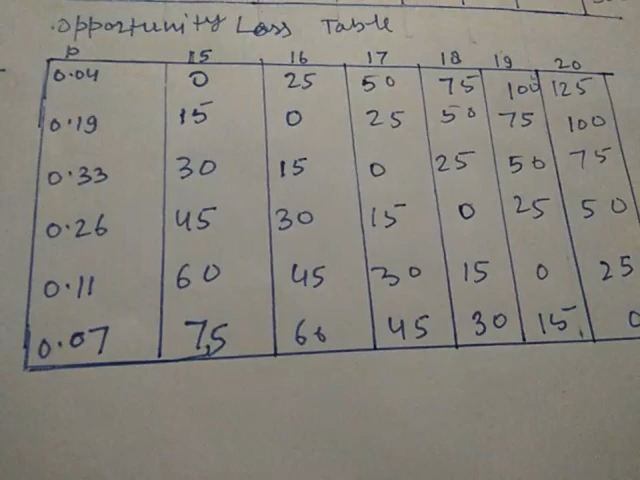 Opportunity Loss Table
P 15 16 17 18 19 20
0.04 0 25 50 75 100 125
0.19 15 0 25 50 75 100
0.33 30 15 0 25 50 75
0.26 45 30 15 0 25 50
0.11 60 45 30 15 0 25
0.07 75 60 45 30 15 0